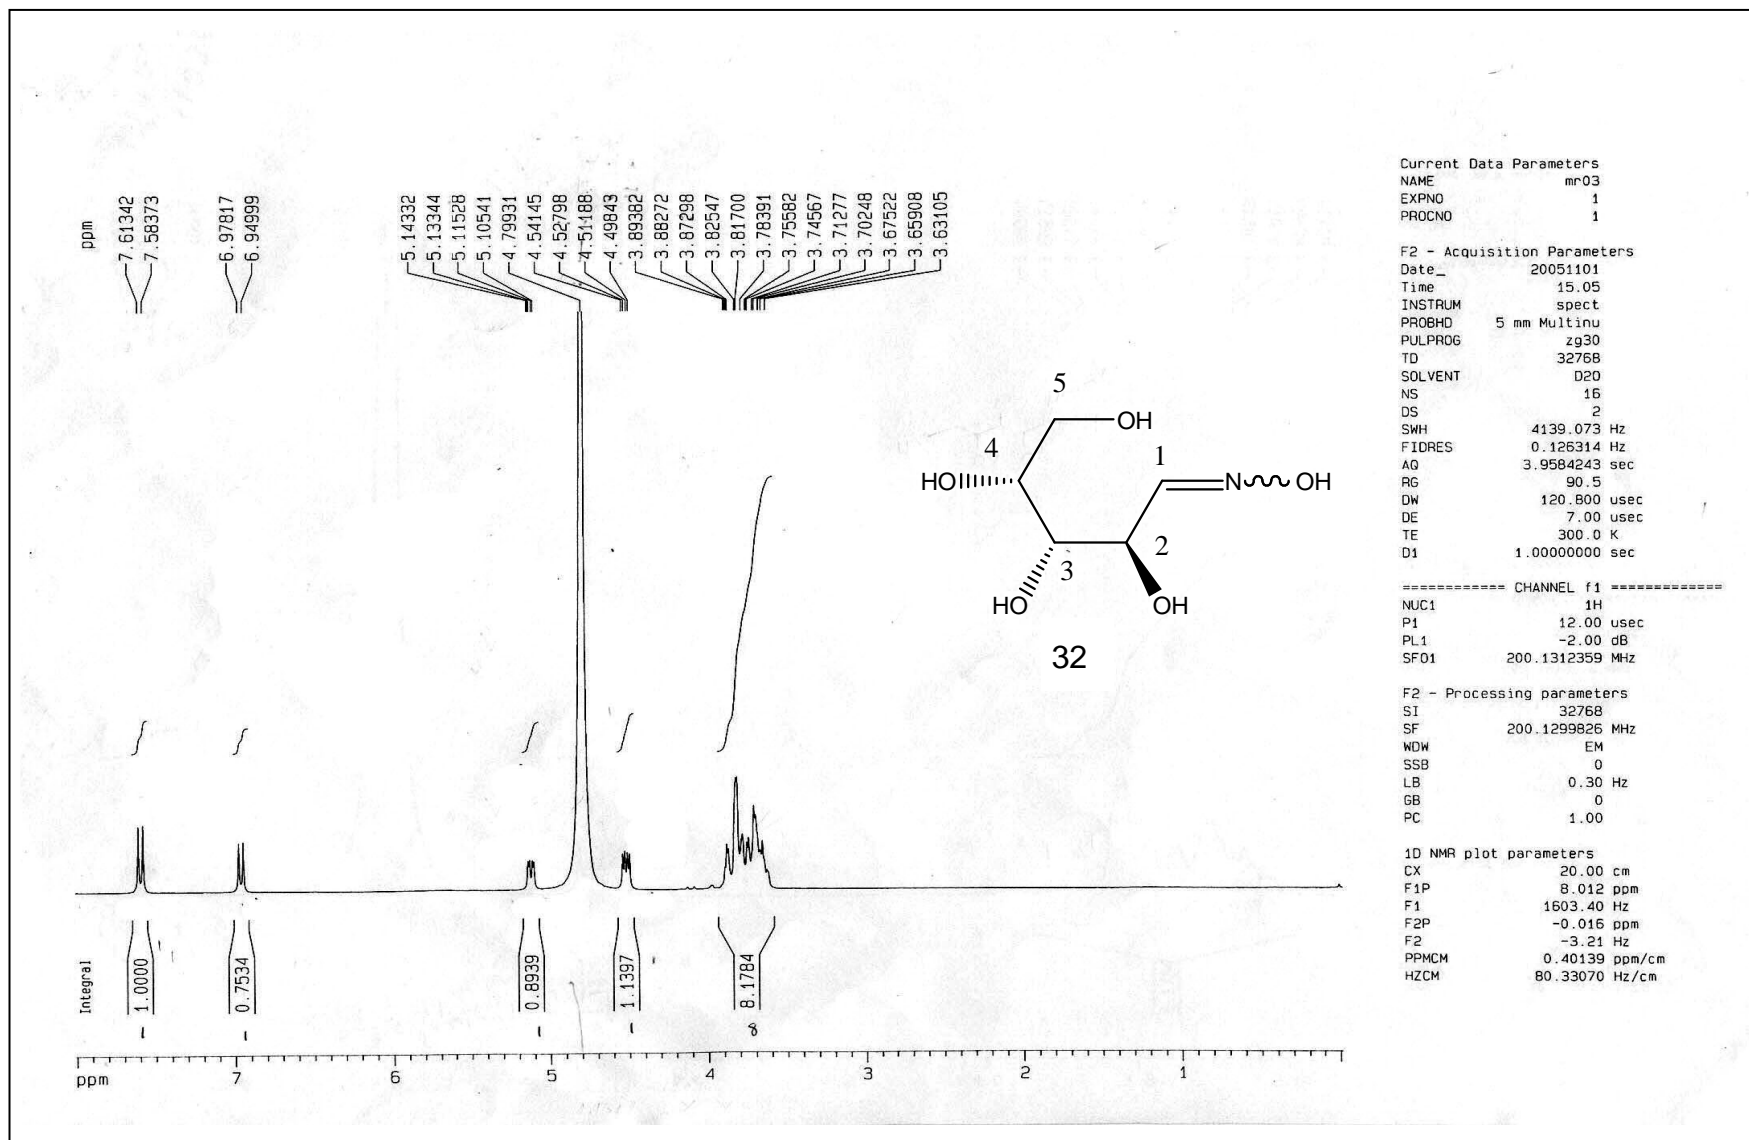 ppm
7.61342
7.58373
6.97817
6.94999
5.14332
5.13344
5.11528
5.10541
4.79931
4.54145
4.52798
4.51188
4.49843
3.89382
3.88272
3.87298
3.82547
3.81700
3.78391
3.75582
3.74567
3.71277
3.70248
3.67522
3.65908
3.63105
5
OH
4
1
HO
N
OH
2
3
HO
OH
32
Integral
1.0000
0.7534
0.8939
1.1397
8.1784
1
1
1
1
8
ppm
7
6
5
4
3
2
1
Current Data Parameters
NAME mr03
EXPNO 1
PROCNO 1
F2 - Acquisition Parameters
Date_ 20051101
Time 15.05
INSTRUM spect
PROBHD 5 mm Multinu
PULPROG zg30
TD 32768
SOLVENT D2O
NS 16
DS 2
SWH 4139.073 Hz
FIDRES 0.126314 Hz
AQ 3.9584243 sec
RG 90.5
DW 120.800 usec
DE 7.00 usec
TE 300.0 K
D1 1.00000000 sec
============ CHANNEL f1 =============
NUC1 1H
P1 12.00 usec
PL1 -2.00 dB
SFO1 200.1312359 MHz
F2 - Processing parameters
SI 32768
SF 200.1299826 MHz
WDW EM
SSB 0
LB 0.30 Hz
GB 0
PC 1.00
1D NMR plot parameters
CX 20.00 cm
F1P 8.012 ppm
F1 1603.40 Hz
F2P -0.016 ppm
F2 -3.21 Hz
PPMCM 0.40139 ppm/cm
HZCM 80.33070 Hz/cm